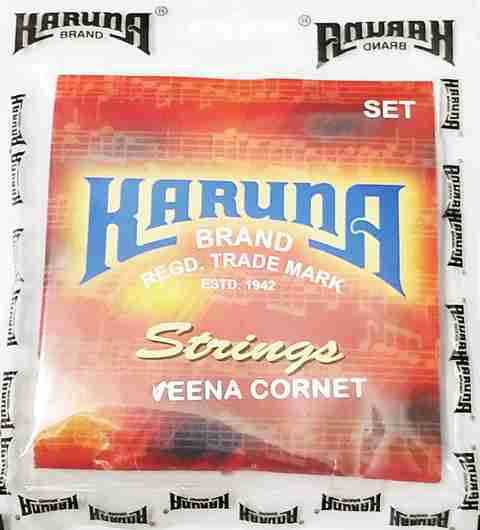 KARUNA
BRAND
®
®
KARUNA
BRAND
SET
KARUNA
BRAND
REGD. TRADE MARK
ESTD. 1942
Strings
VEENA CORNET